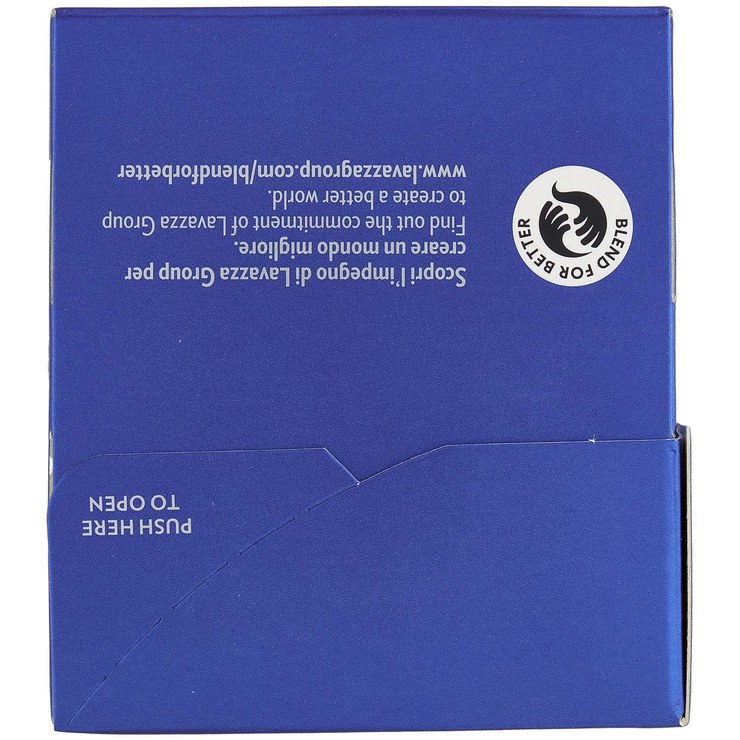 Scopri l'impegno di Lavazza Group per
creare un mondo migliore.
Find out the commitment of Lavazza Group
to create a better world.
www.lavazzagroup.com/blendforbetter
BLEND FOR BETTER
PUSH HERE
TO OPEN